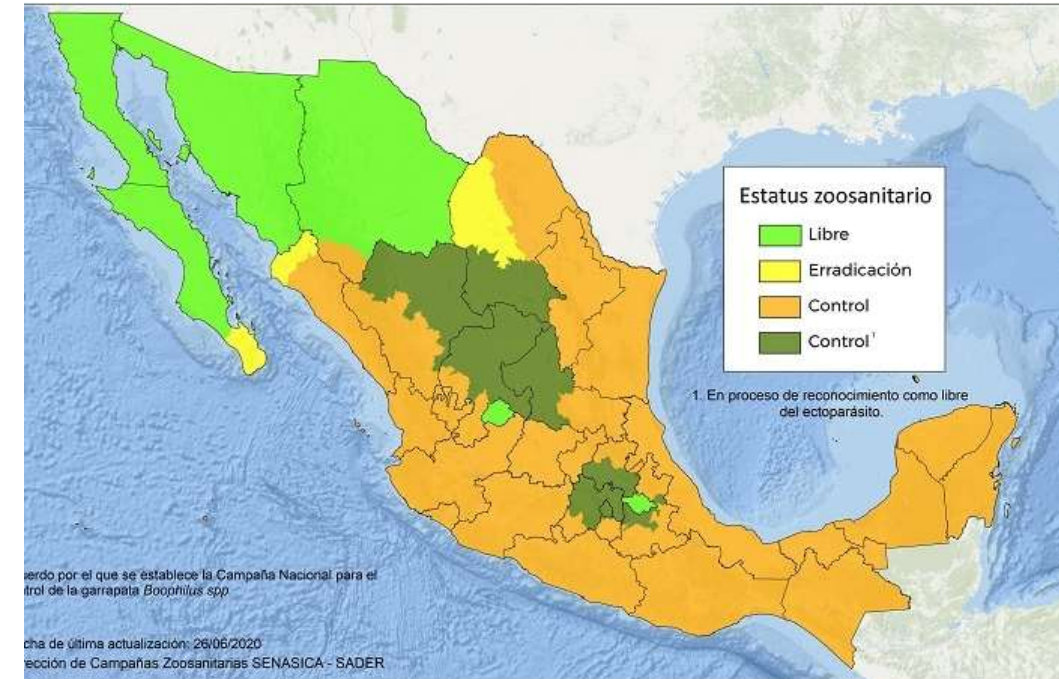 Estatus zoosanitario
Libre
Erradicación
Control
Control¹
1. En proceso de reconocimiento como libre
del ectoparásito.
erdo por el que se establece la Campaña Nacional para el
trol de la garrapata Boophilus spp
cha de última actualización: 26/06/2020
rección de Campañas Zoosanitarias SENASICA - SADER